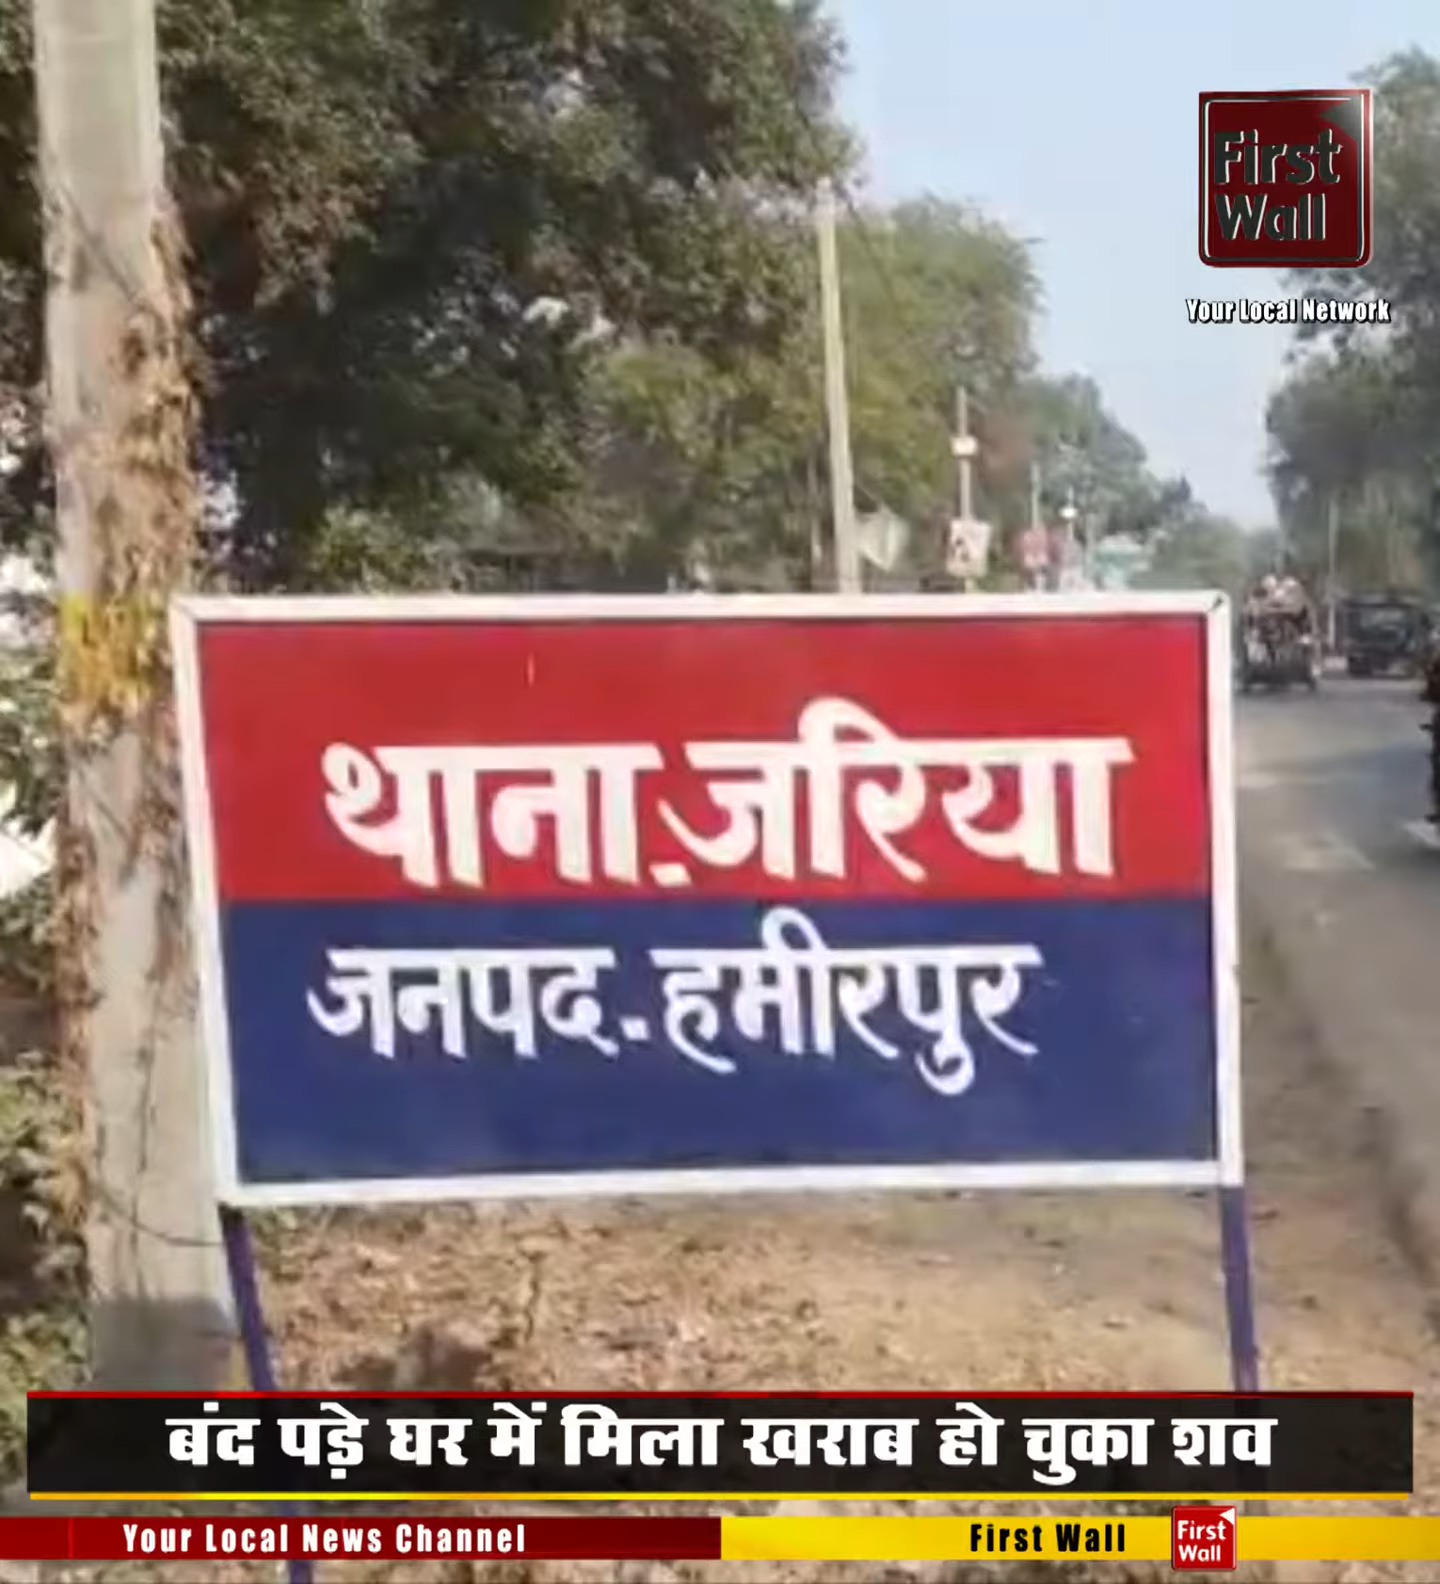 First
Wall
Your Local Network
थाना.जरिया
जनपद.हमीरपुर
बंद पड़े घर में मिला खराब हो चुका शव
Your Local News Channel
First Wall
First
Wall